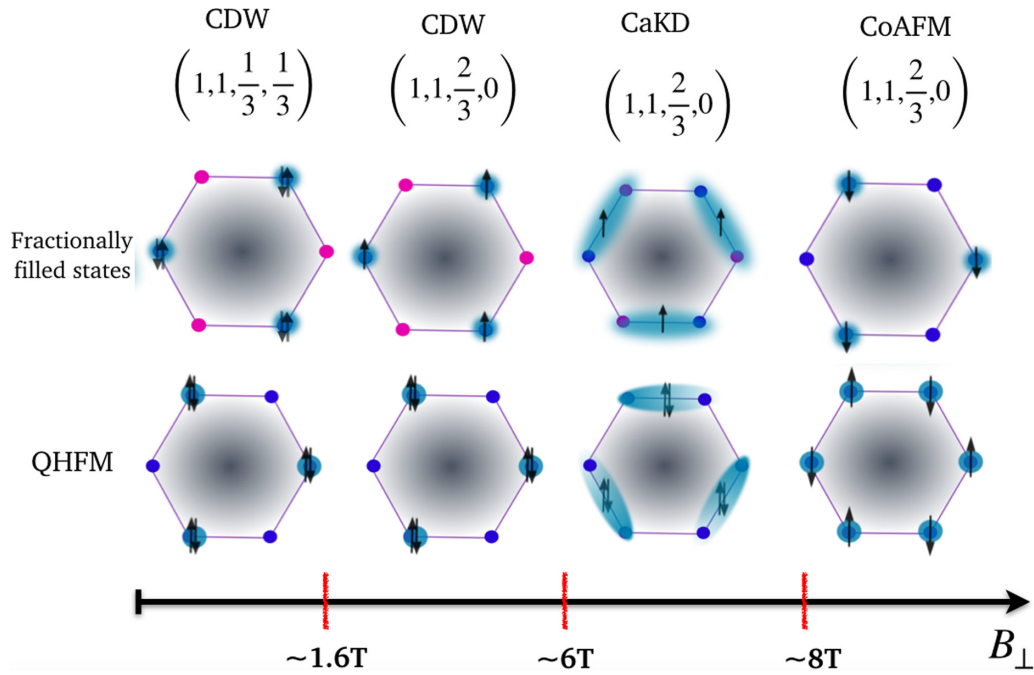 CDW CDW CaKD CoAFM
(1,1,1/3,1/3) (1,1,2/3,0) (1,1,2/3,0) (1,1,2/3,0)
Fractionally
filled states
QHFM
~1.6T ~6T ~8T B⊥